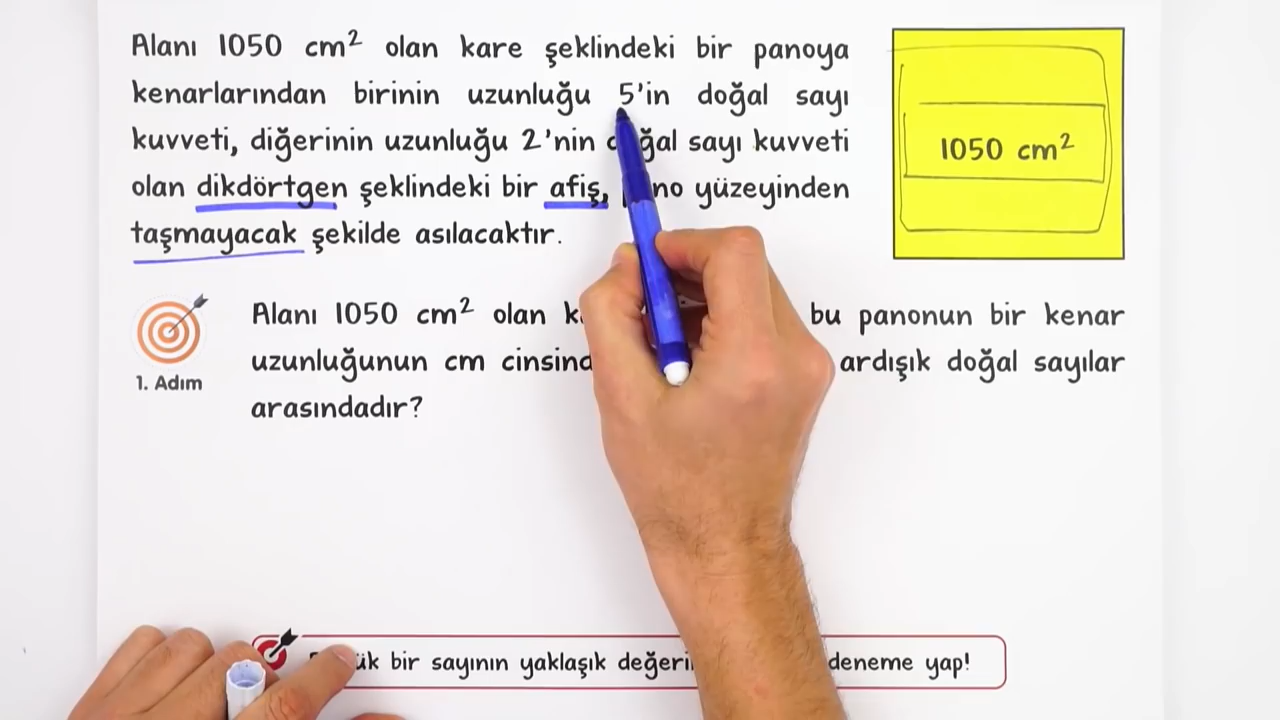 Alanı 1050 cm² olan kare şeklindeki bir panoya
kenarlarından birinin uzunluğu 5'in doğal sayı
kuvveti, diğerinin uzunluğu 2'nin sayı kuvveti
olan dikdörtgen şeklindeki bir afiş, yüzeyinden
taşmayacak şekilde asılacaktır.
1050 cm²
Alanı 1050 cm² olan bu panonun bir kenar
uzunluğunun cm ardışık doğal sayılar
arasındadır?
1. Adım
bir sayının yaklaşık deneme yap!